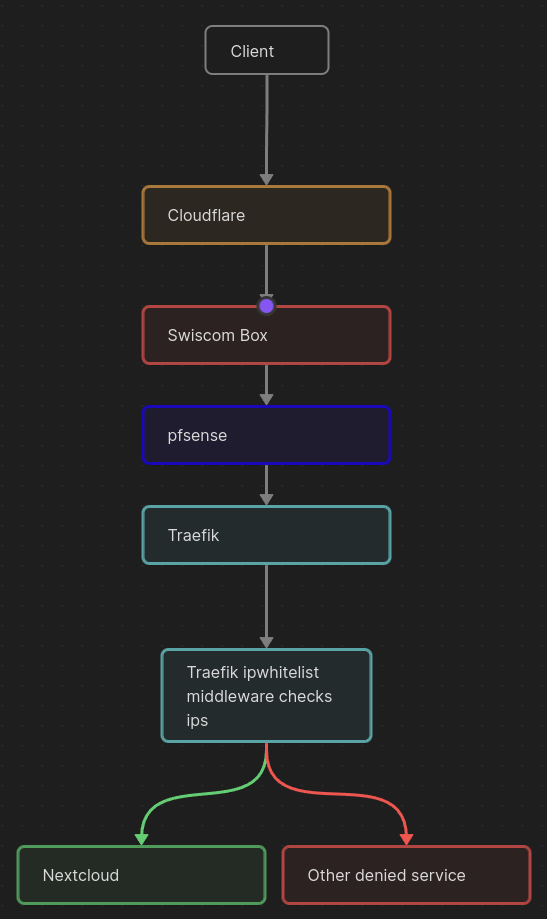 Client
Cloudflare
Swiscom Box
pfsense
Traefik
Traefik ipwhitelist
middleware checks
ips
Nextcloud
Other denied service